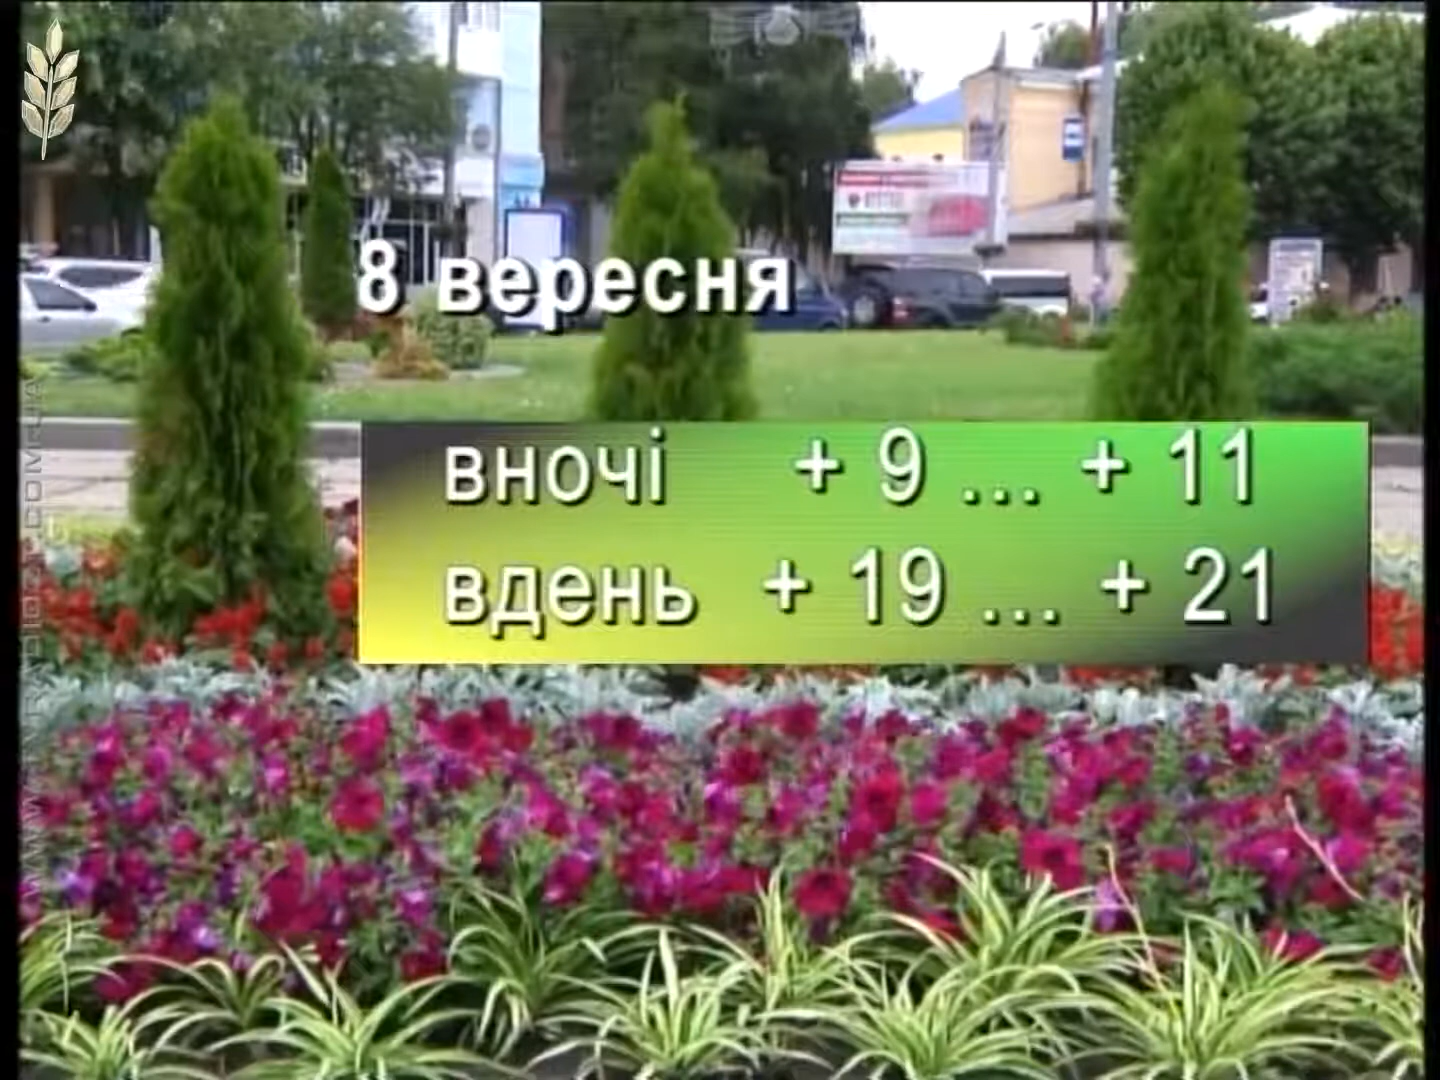 8 вересня
вночі + 9 ... + 11
вдень + 19 ... + 21